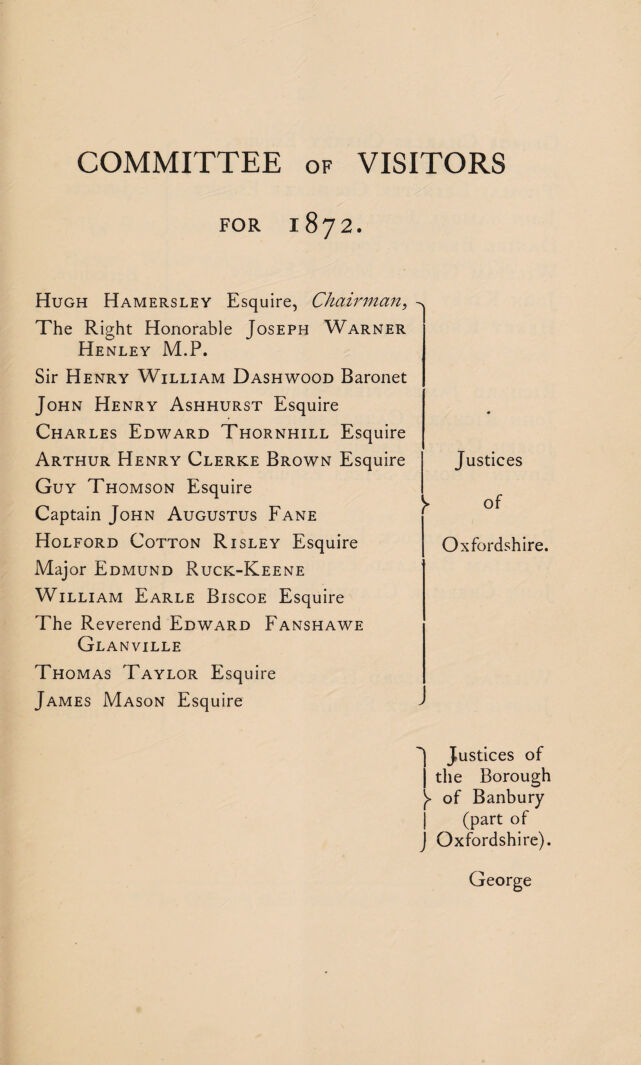 COMMITTEE OF VISITORS
FOR 1872.
HUGH HAMERSLEY Esquire, Chairman,
The Right Honorable JOSEPH WARNER
HENLEY M.P.
Sir HENRY WILLIAM DASHWOOD Baronet
JOHN HENRY ASHHURST Esquire
CHARLES EDWARD THORNHILL Esquire
ARTHUR HENRY CLERKE BROWN Esquire
GUY THOMSON Esquire
Captain JOHN AUGUSTUS FANE
HOLFORD COTTON RISLEY Esquire
Major EDMUND RUCK-KEENE
WILLIAM EARLE BISCOE Esquire
The Reverend EDWARD FANSHAWE
GLANVILLE
THOMAS TAYLOR Esquire
JAMES MASON Esquire
Justices
of
Oxfordshire.
Justices of
the Borough
of Banbury
(part of
Oxfordshire).
George